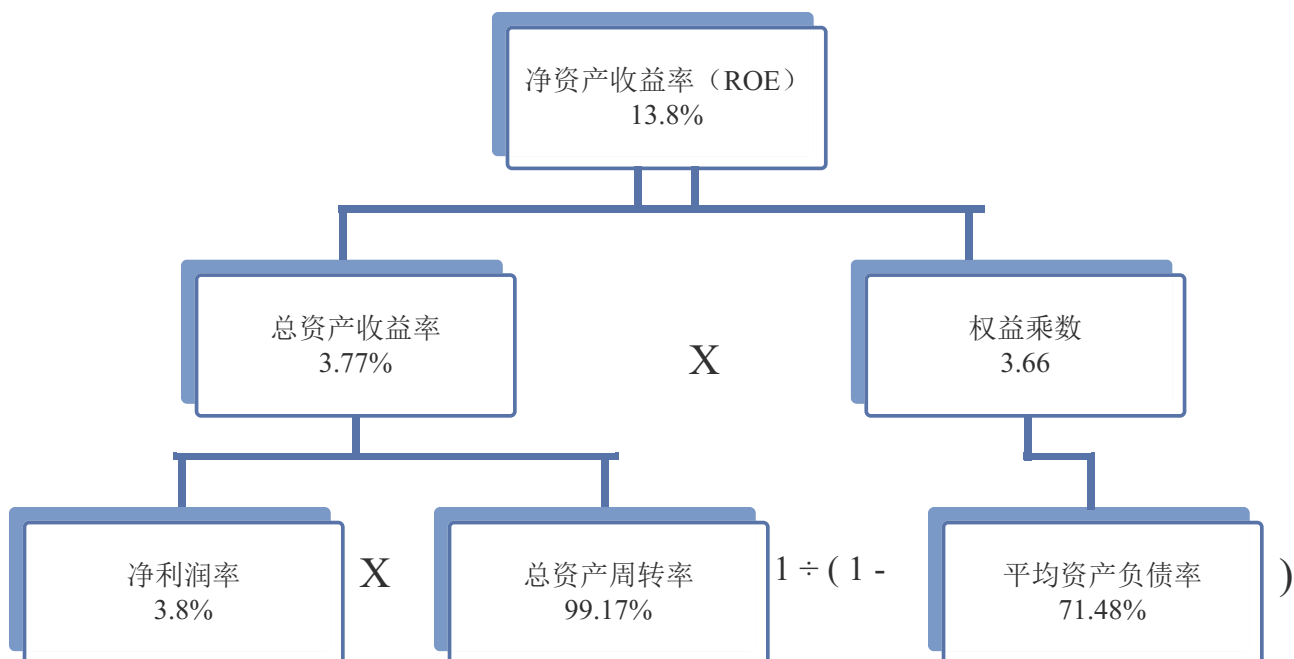 净资产收益率（ROE）
13.8%
总资产收益率
3.77%
X
权益乘数
3.66
净利润率
3.8%
X
总资产周转率
99.17%
1 ÷ ( 1 -
平均资产负债率
71.48%
)